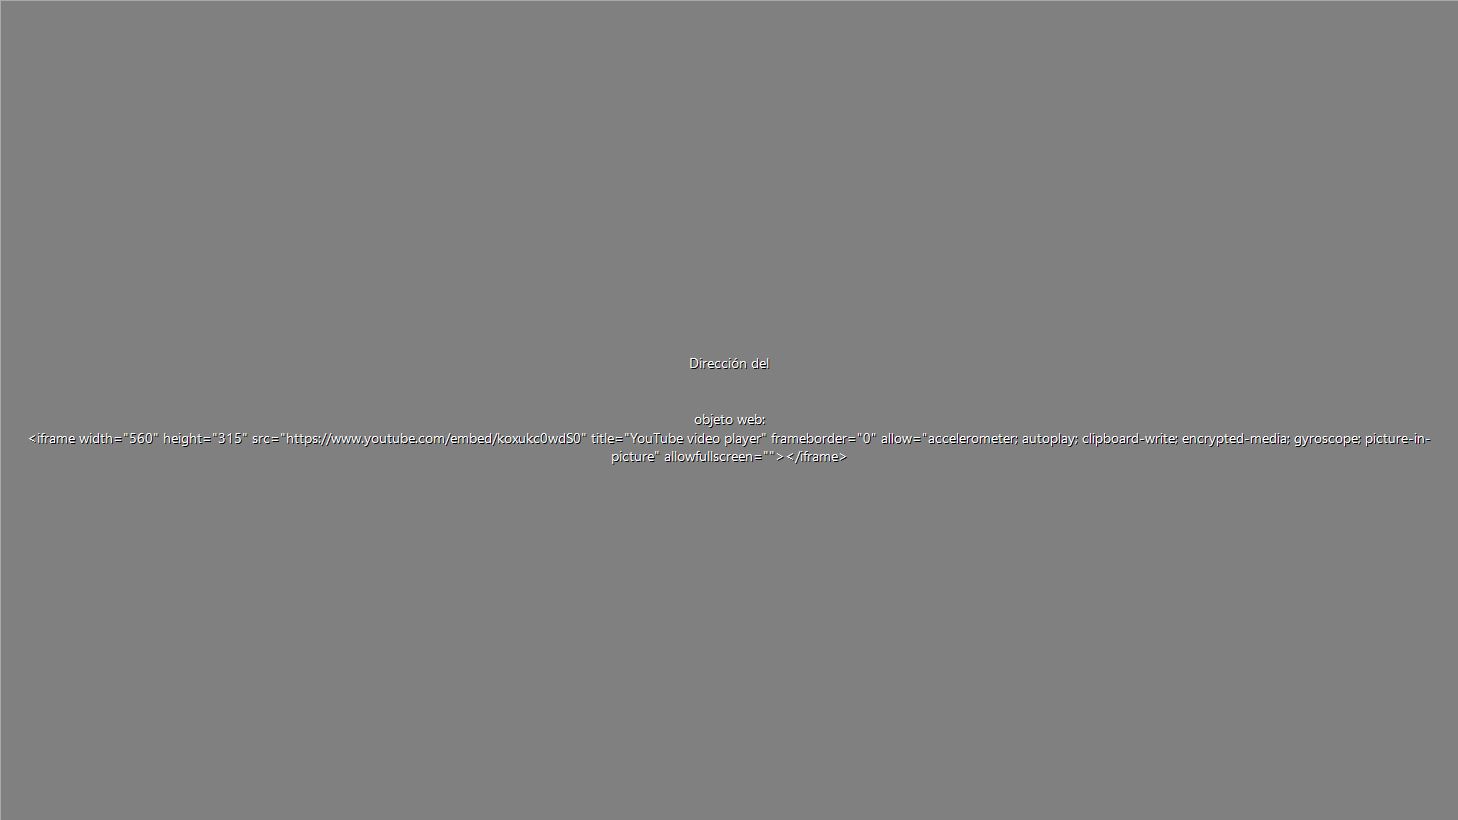 Dirección del
objeto web:
<iframe width="560" height="315" src="https://www.youtube.com/embed/koxukc0wdS0" title="YouTube video player" frameborder="0" allow="accelerometer; autoplay; clipboard-write; encrypted-media; gyroscope; picture-in-
picture" allowfullscreen=""></iframe>